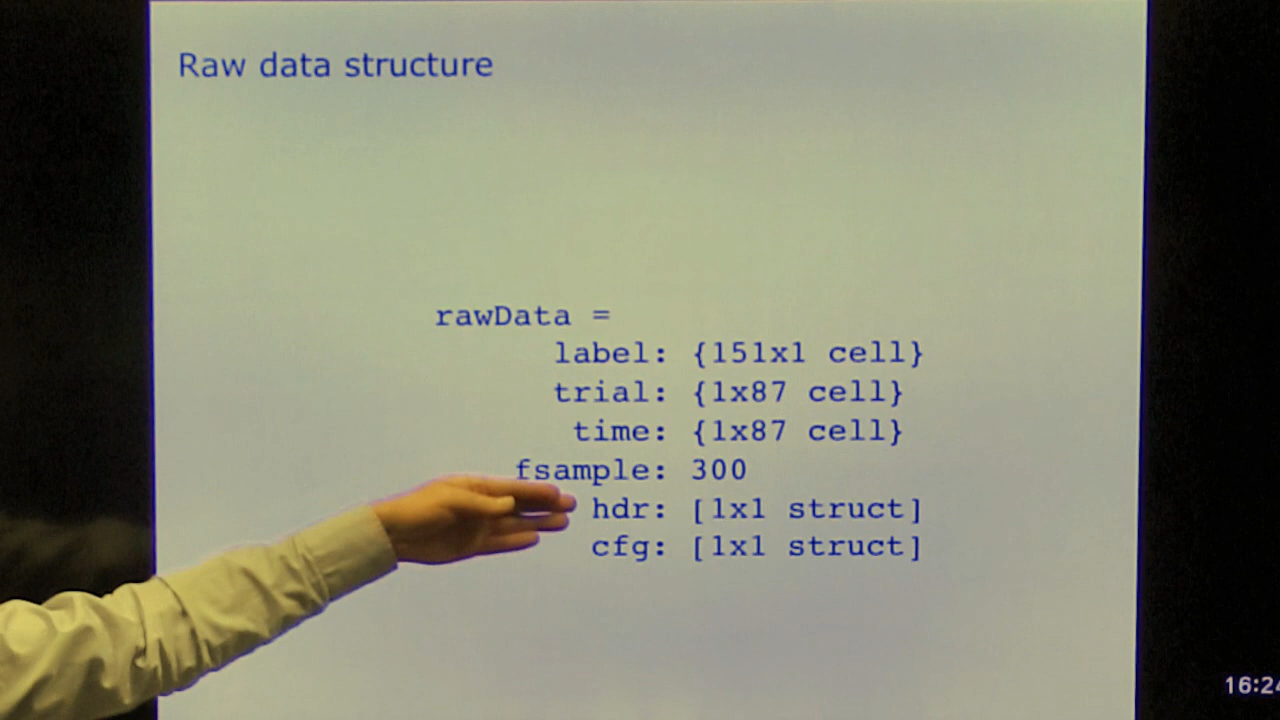 Raw data structure
rawData =
label: {151x1 cell}
trial: {1x87 cell}
time: {1x87 cell}
fsample: 300
hdr: [1x1 struct]
cfg: [1x1 struct]
16:24